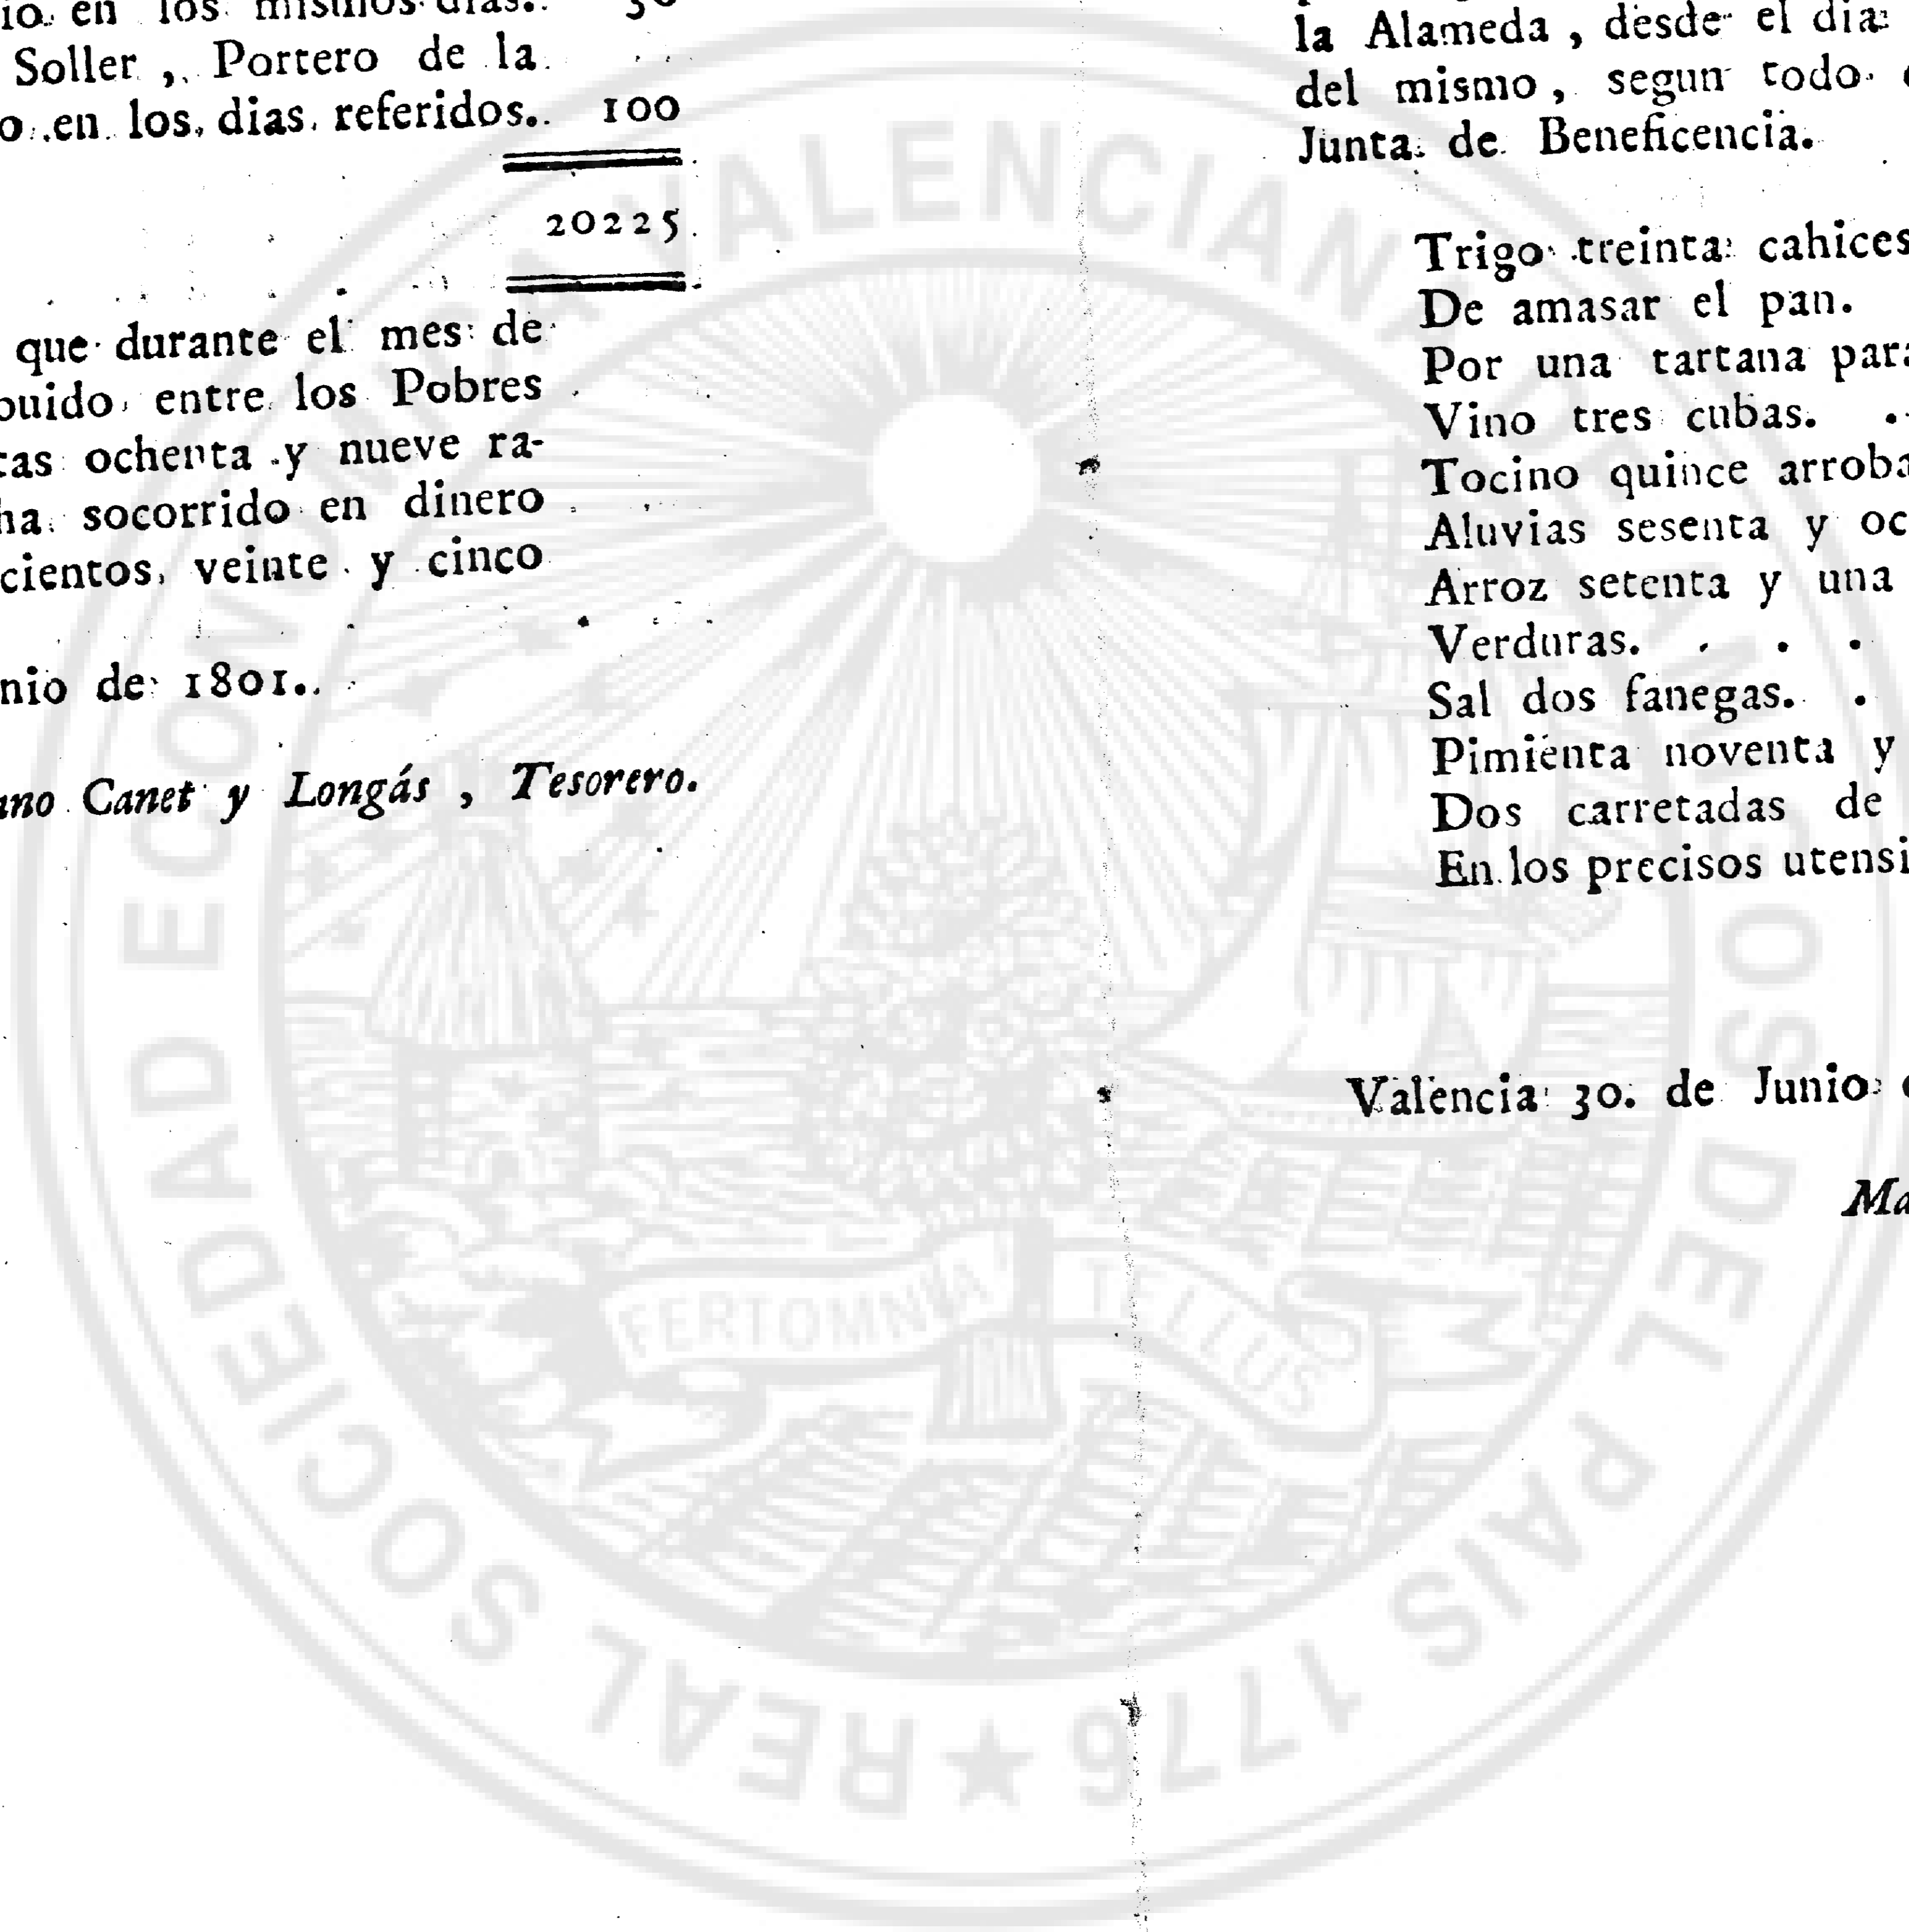 io en los mismos dias.. 30
Soller , Portero de la
o en los dias referidos.. 100
20225
que durante el mes de
buido entre los Pobres
tas ochenta y nueve ra-
ha socorrido en dinero
cientos veinte y cinco
nio de 1801..
ano Canet y Longás , Tesorero.
la Alameda , desde el dia
del mismo , segun todo
Junta de Beneficencia.
Trigo treinta cahices
De amasar el pan.
Por una tartana para
Vino tres cubas. .
Tocino quince arroba
Aluvias sesenta y oc
Arroz setenta y una
Verduras. . . .
Sal dos fanegas. .
Pimienta noventa y
Dos carretadas de
En los precisos utensi
Valencia 30. de Junio
Ma
REAL SOCIEDAD ECONOMICA VALENCIANA DE AMIGOS DEL PAIS 1776
FERT OMNIA TELLUS